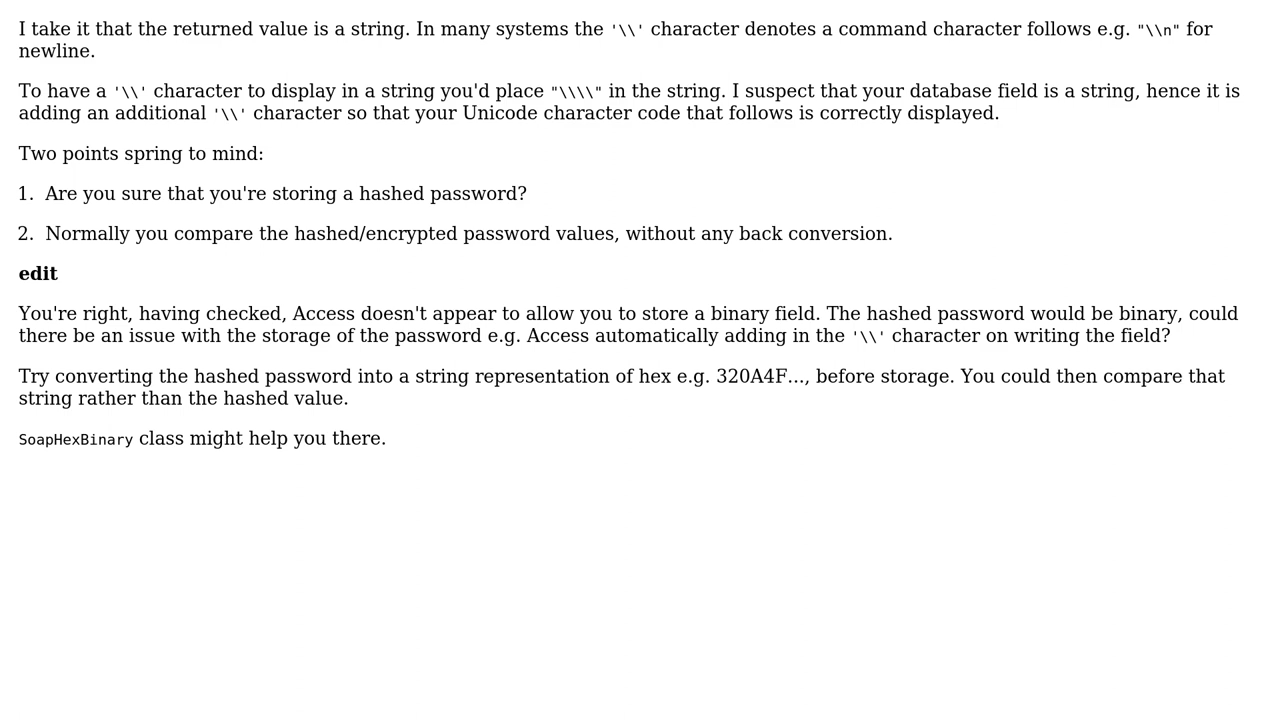 I take it that the returned value is a string. In many systems the '\\' character denotes a command character follows e.g. "\\n" for
newline.
To have a '\\' character to display in a string you'd place "\\\\" in the string. I suspect that your database field is a string, hence it is
adding an additional '\\' character so that your Unicode character code that follows is correctly displayed.
Two points spring to mind:
1. Are you sure that you're storing a hashed password?
2. Normally you compare the hashed/encrypted password values, without any back conversion.
edit
You're right, having checked, Access doesn't appear to allow you to store a binary field. The hashed password would be binary, could
there be an issue with the storage of the password e.g. Access automatically adding in the '\\' character on writing the field?
Try converting the hashed password into a string representation of hex e.g. 320A4F..., before storage. You could then compare that
string rather than the hashed value.
SoapHexBinary class might help you there.